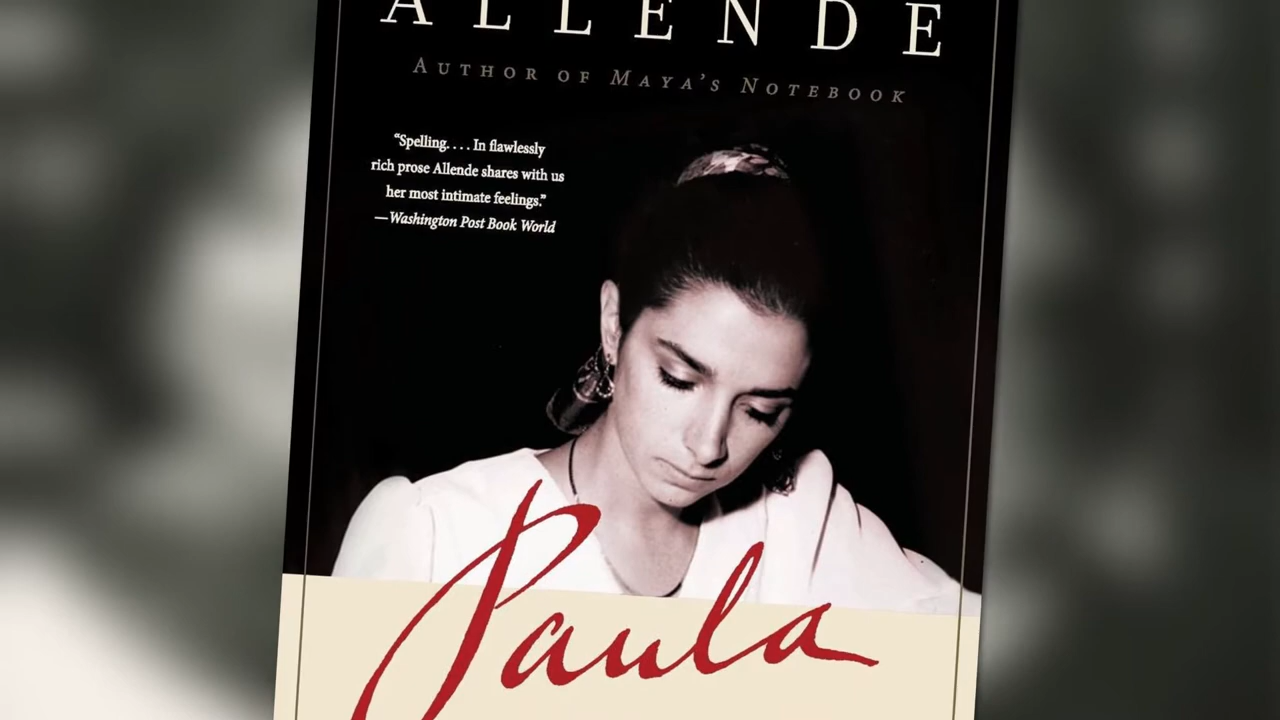 ALLENDE
AUTHOR OF MAYA'S NOTEBOOK
“Spelling. . . . In flawlessly
rich prose Allende shares with us
her most intimate feelings.”
—Washington Post Book World
Paula